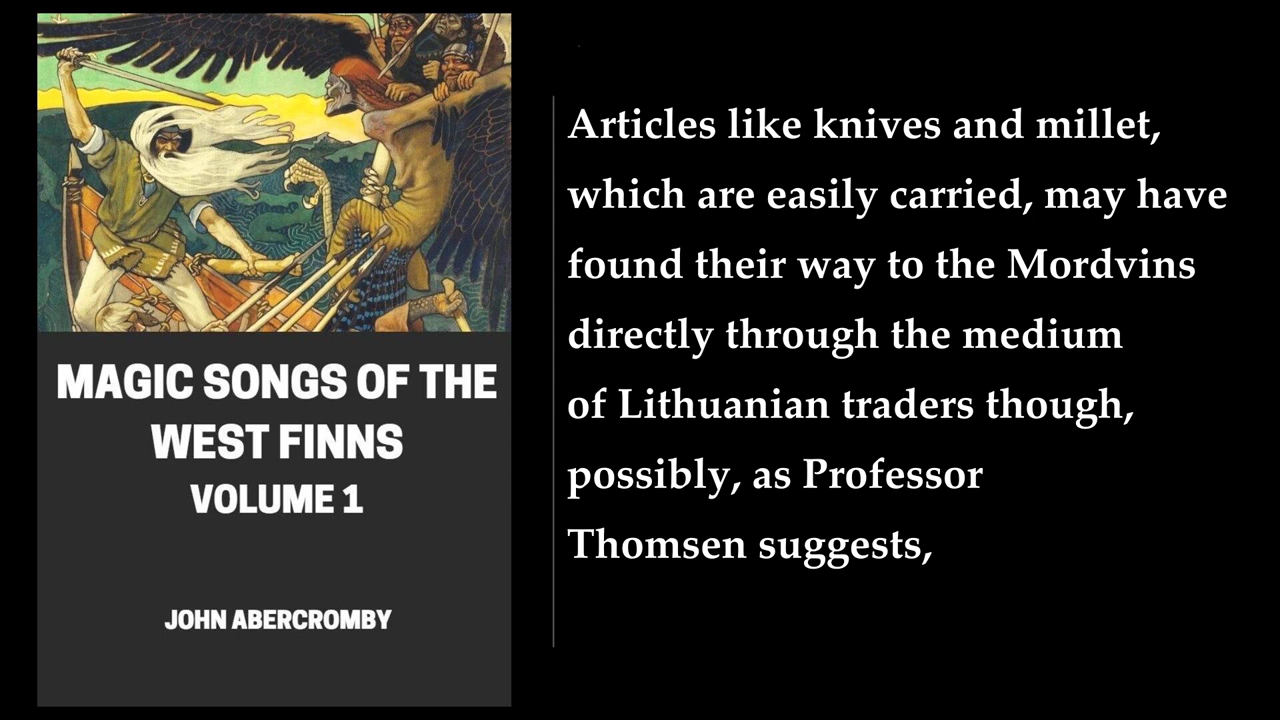 MAGIC SONGS OF THE
WEST FINNS
VOLUME 1
JOHN ABERCROMBY
Articles like knives and millet,
which are easily carried, may have
found their way to the Mordvins
directly through the medium
of Lithuanian traders though,
possibly, as Professor
Thomsen suggests,